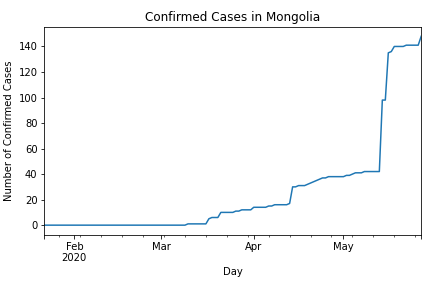 Confirmed Cases in Mongolia
Number of Confirmed Cases
140
120
100
80
60
40
20
0
Feb
2020
Mar
Apr
May
Day